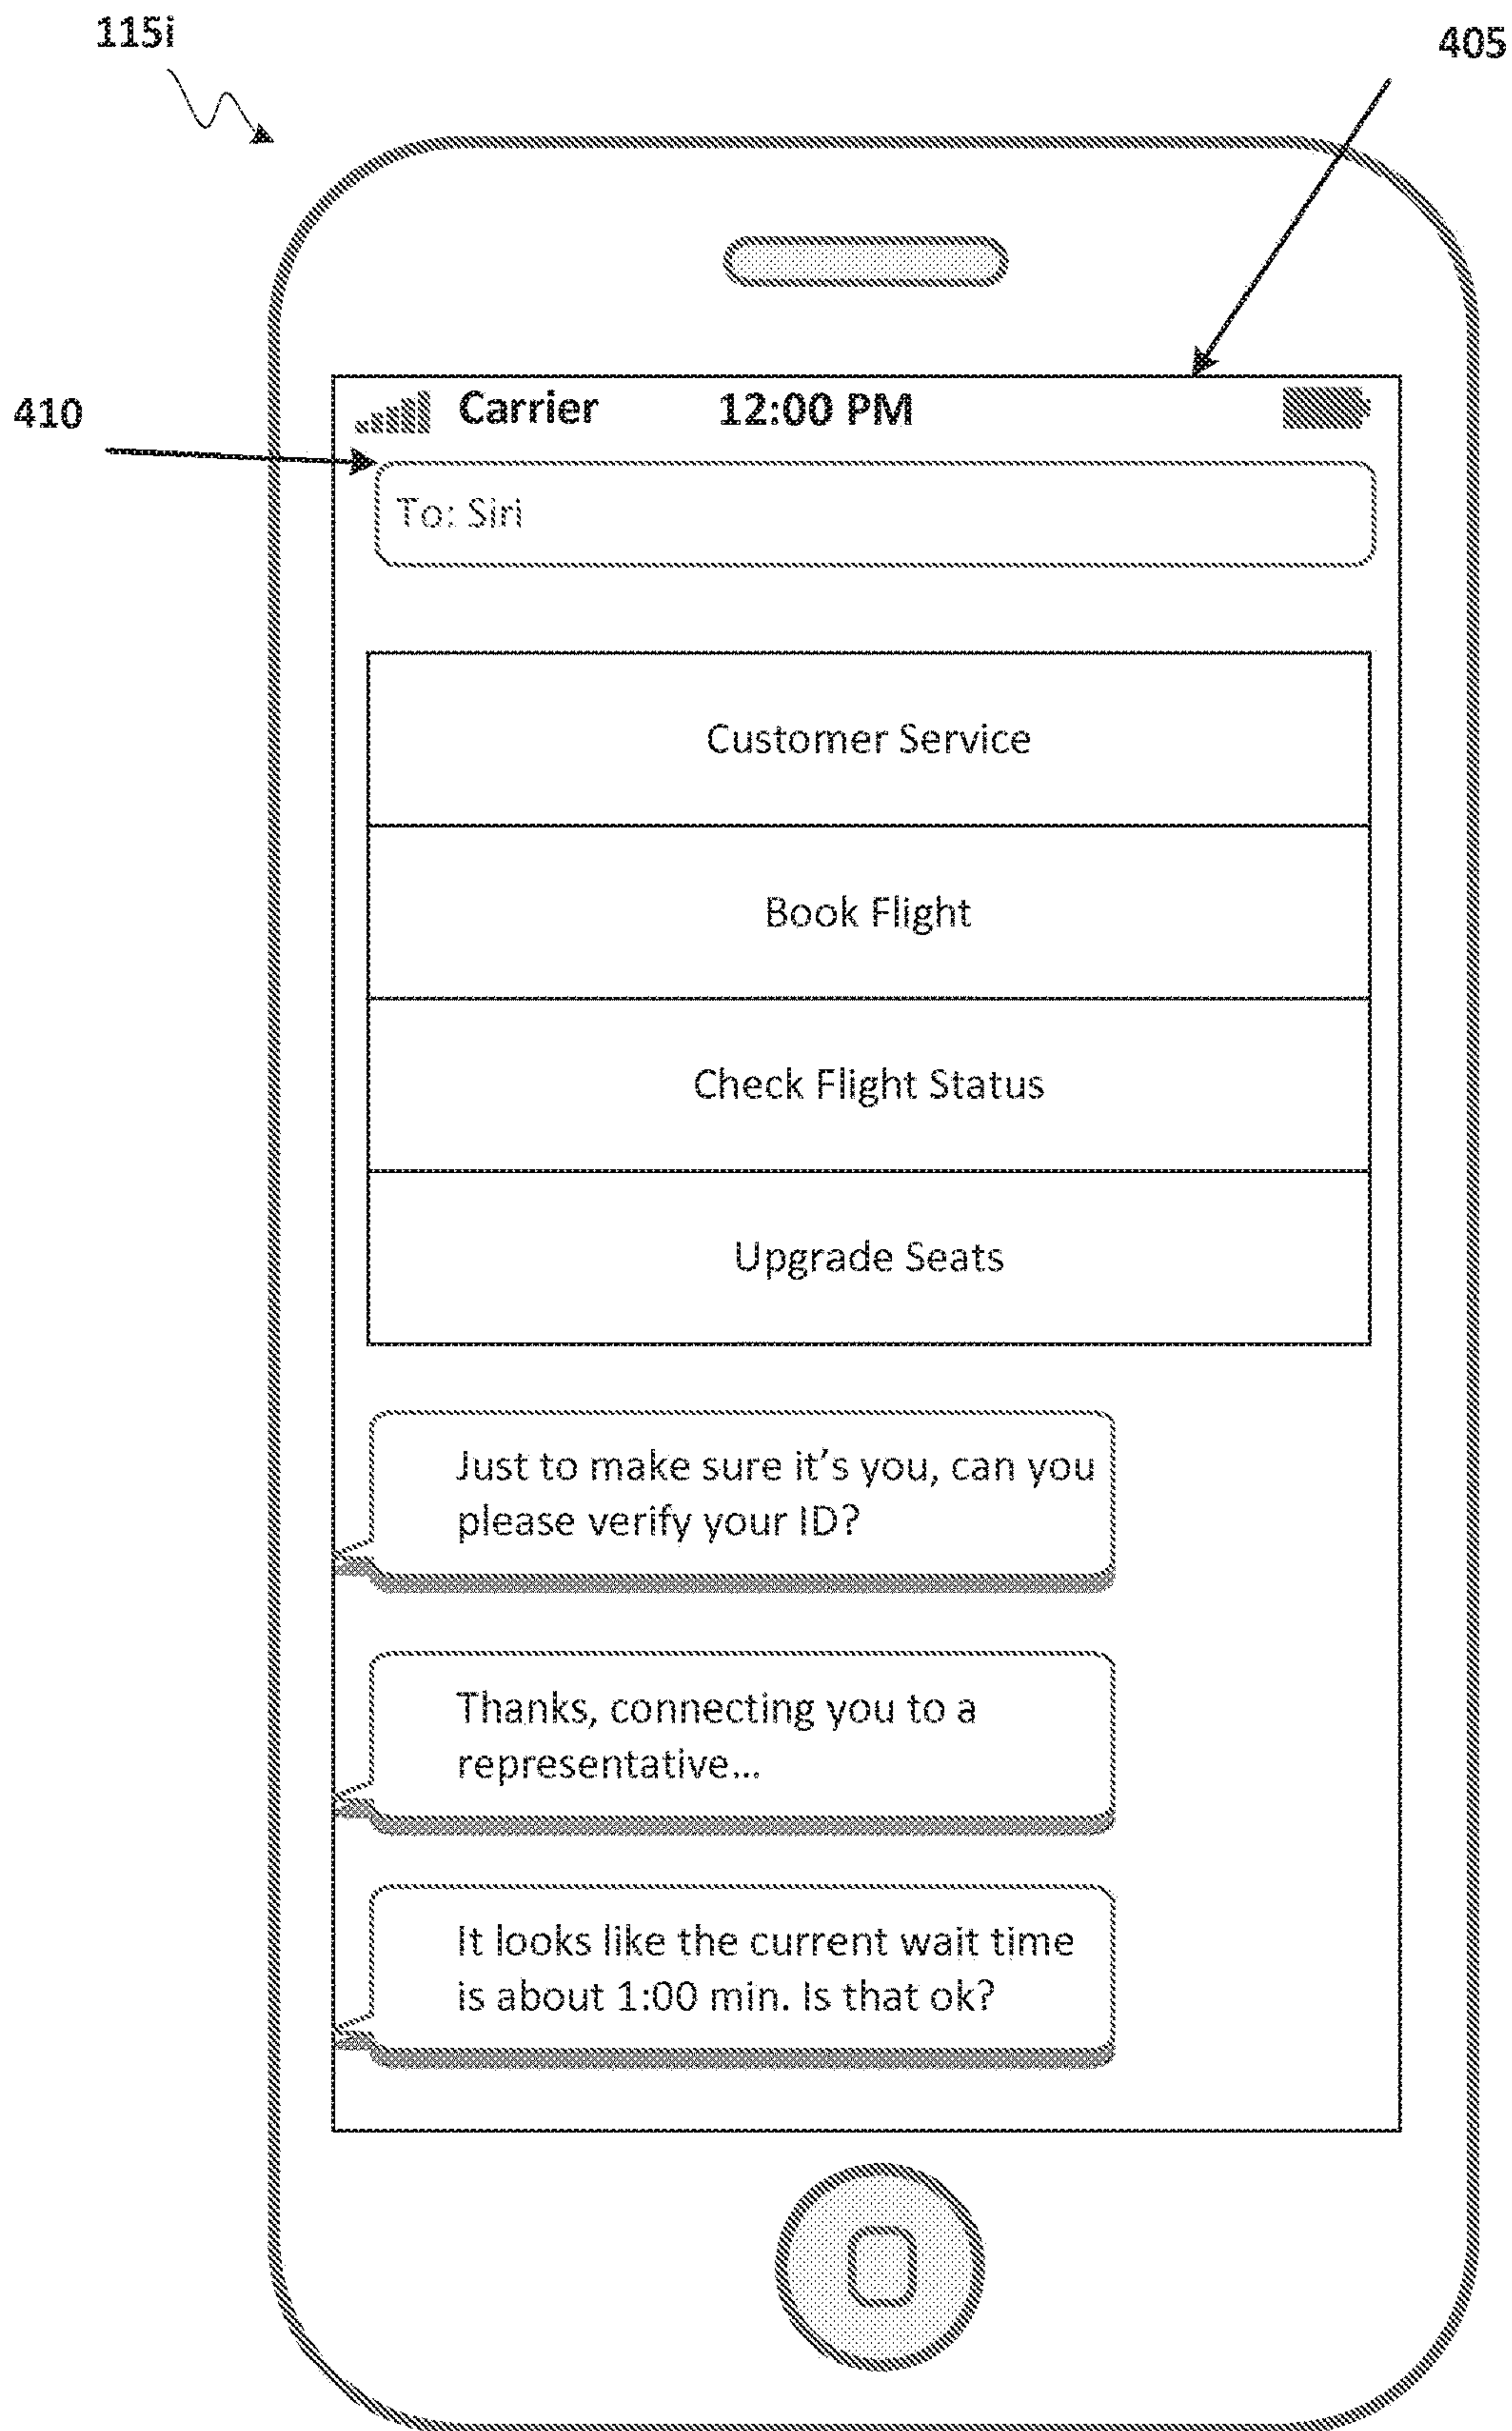 115i
405
410
Carrier 12:00 PM
To: Siri
Customer Service
Book Flight
Check Flight Status
Upgrade Seats
Just to make sure it's you, can you
please verify your ID?
Thanks, connecting you to a
representative...
It looks like the current wait time
is about 1:00 min. Is that ok?